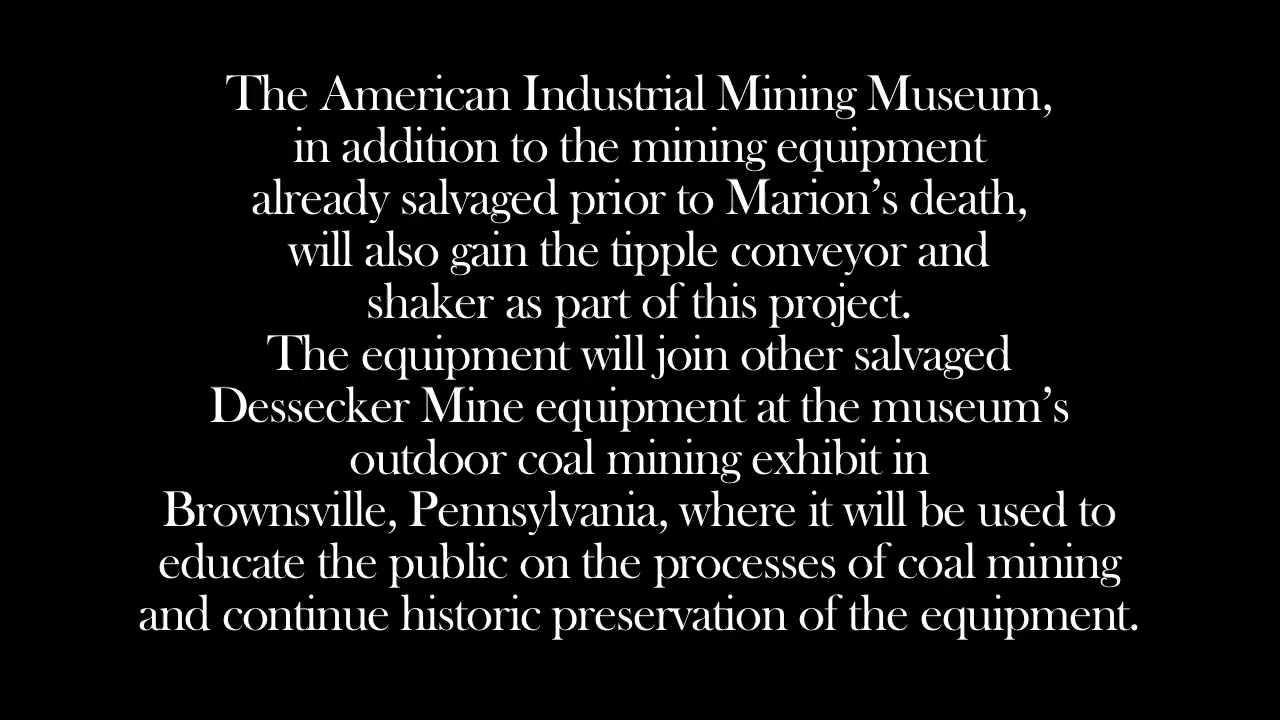 The American Industrial Mining Museum,
in addition to the mining equipment
already salvaged prior to Marion’s death,
will also gain the tipple conveyor and
shaker as part of this project.
The equipment will join other salvaged
Dessecker Mine equipment at the museum’s
outdoor coal mining exhibit in
Brownsville, Pennsylvania, where it will be used to
educate the public on the processes of coal mining
and continue historic preservation of the equipment.